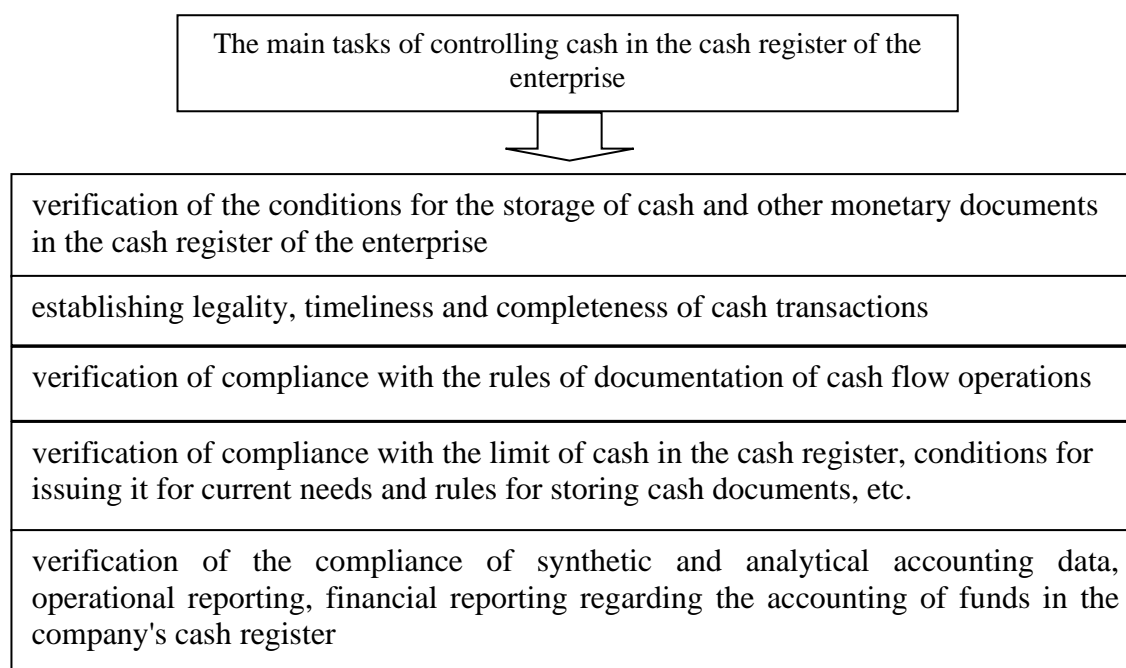 The main tasks of controlling cash in the cash register of the
enterprise
verification of the conditions for the storage of cash and other monetary documents
in the cash register of the enterprise
establishing legality, timeliness and completeness of cash transactions
verification of compliance with the rules of documentation of cash flow operations
verification of compliance with the limit of cash in the cash register, conditions for
issuing it for current needs and rules for storing cash documents, etc.
verification of the compliance of synthetic and analytical accounting data,
operational reporting, financial reporting regarding the accounting of funds in the
company's cash register